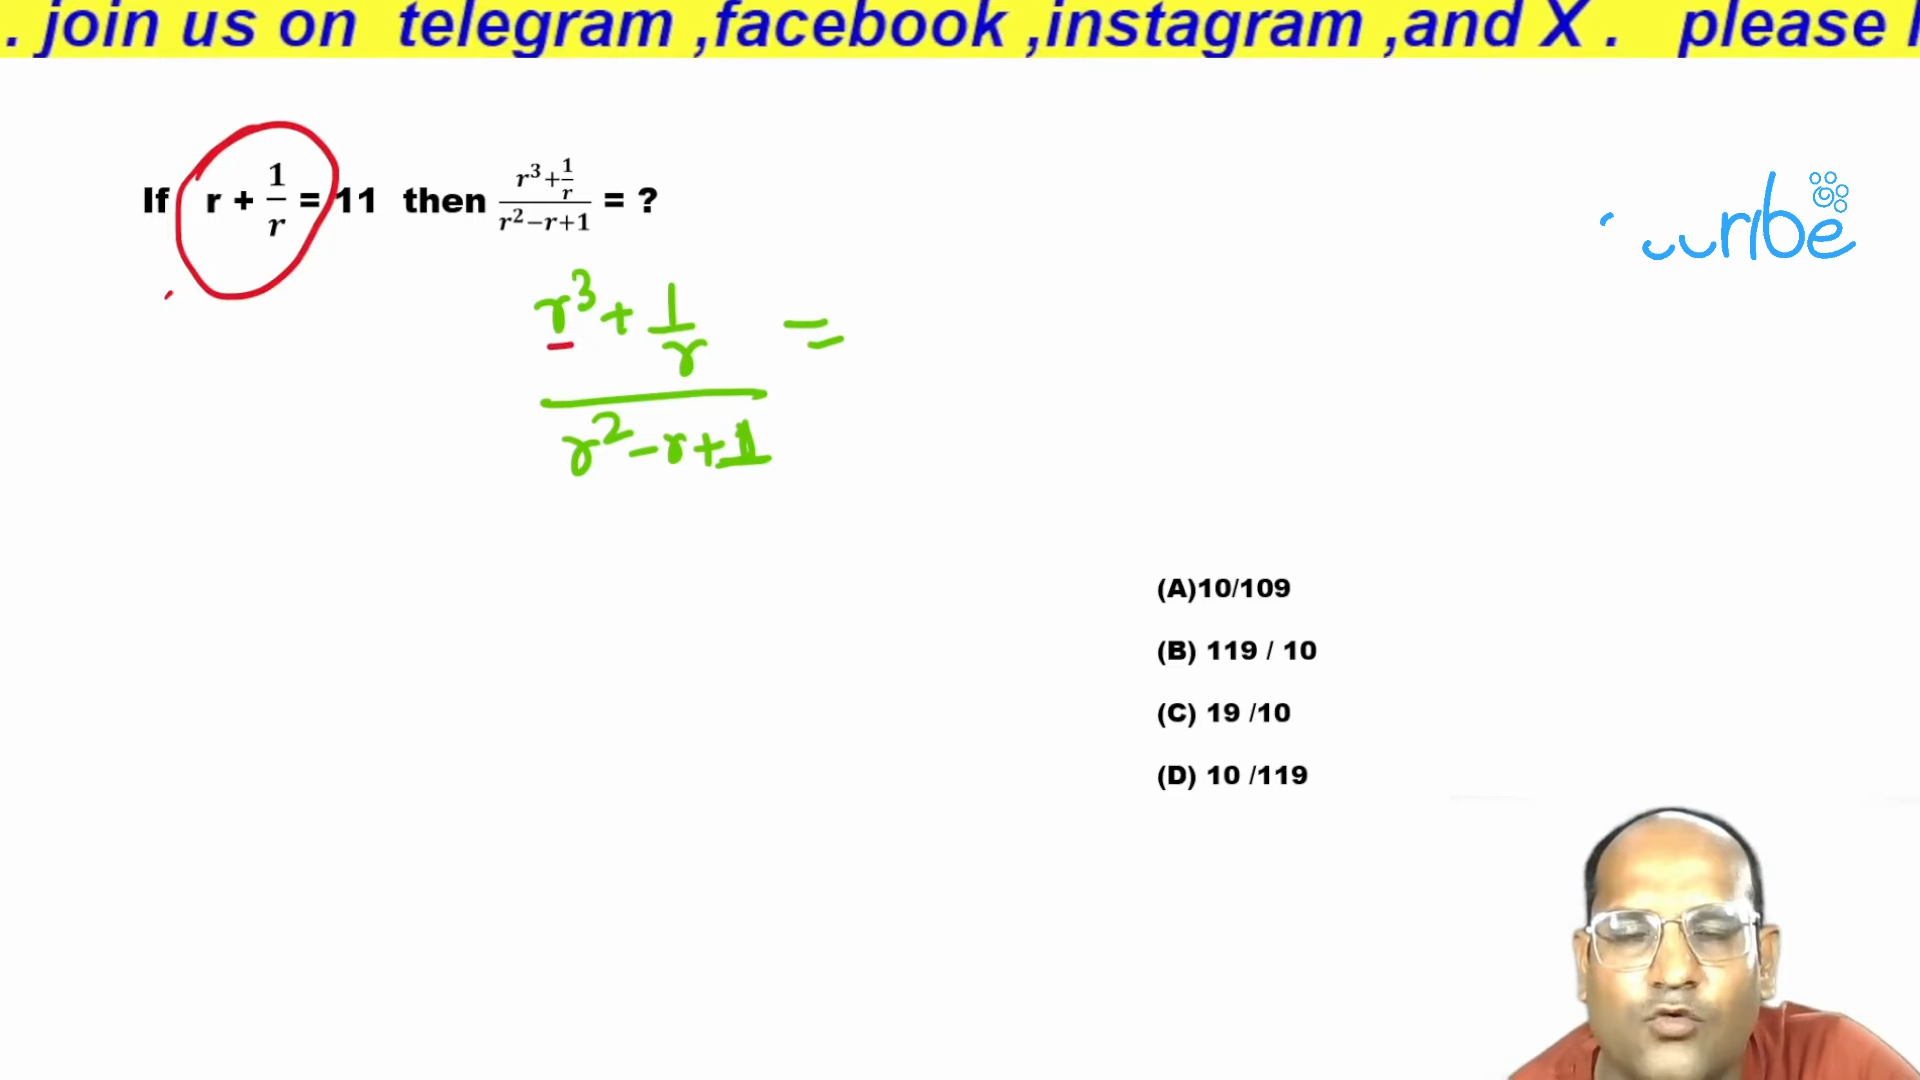 . join us on telegram ,facebook ,instagram ,and X . please
If r + 1/r = 11 then (r³+1/r)/(r²−r+1) = ?
r³ + 1/r =
r² − r + 1
(A)10/109
(B) 119 / 10
(C) 19 /10
(D) 10 /119